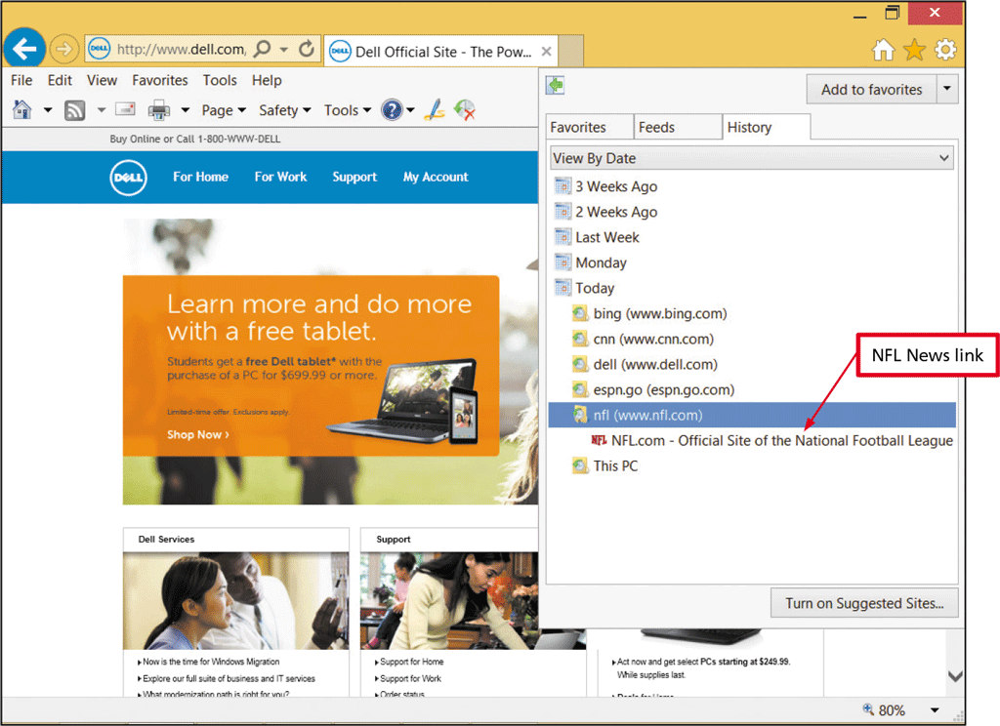 http://www.dell.com,
Dell Official Site - The Pow...
File Edit View Favorites Tools Help
Page Safety Tools
Buy Online or Call 1-800-WWW-DELL
DELL For Home For Work Support My Account
Learn more and do more
with a free tablet.
Students get a free Dell tablet* with the
purchase of a PC for $699.99 or more.
Limited-time offer. Exclusions apply.
Shop Now ›
Dell Services
Now is the time for Windows Migration
Explore our full suite of business and IT services
What modernization path is right for you?
Support
Support for Home
Support for Work
Order status
Act now and get select PCs starting at $249.99.
While supplies last.
Deals for Home
Add to favorites
Favorites Feeds History
View By Date
3 Weeks Ago
2 Weeks Ago
Last Week
Monday
Today
bing (www.bing.com)
cnn (www.cnn.com)
dell (www.dell.com)
espn.go (espn.go.com)
nfl (www.nfl.com)
NFL NFL.com - Official Site of the National Football League
This PC
NFL News link
Turn on Suggested Sites...
80%